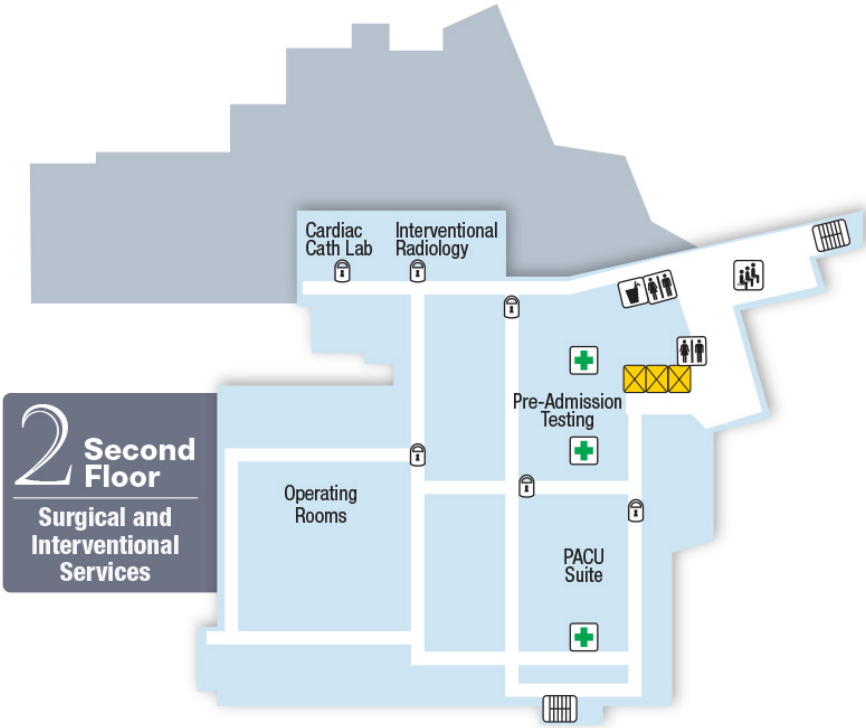 Cardiac
Cath Lab
Interventional
Radiology
Pre-Admission
Testing
2 Second
Floor
Surgical and
Interventional
Services
Operating
Rooms
PACU
Suite